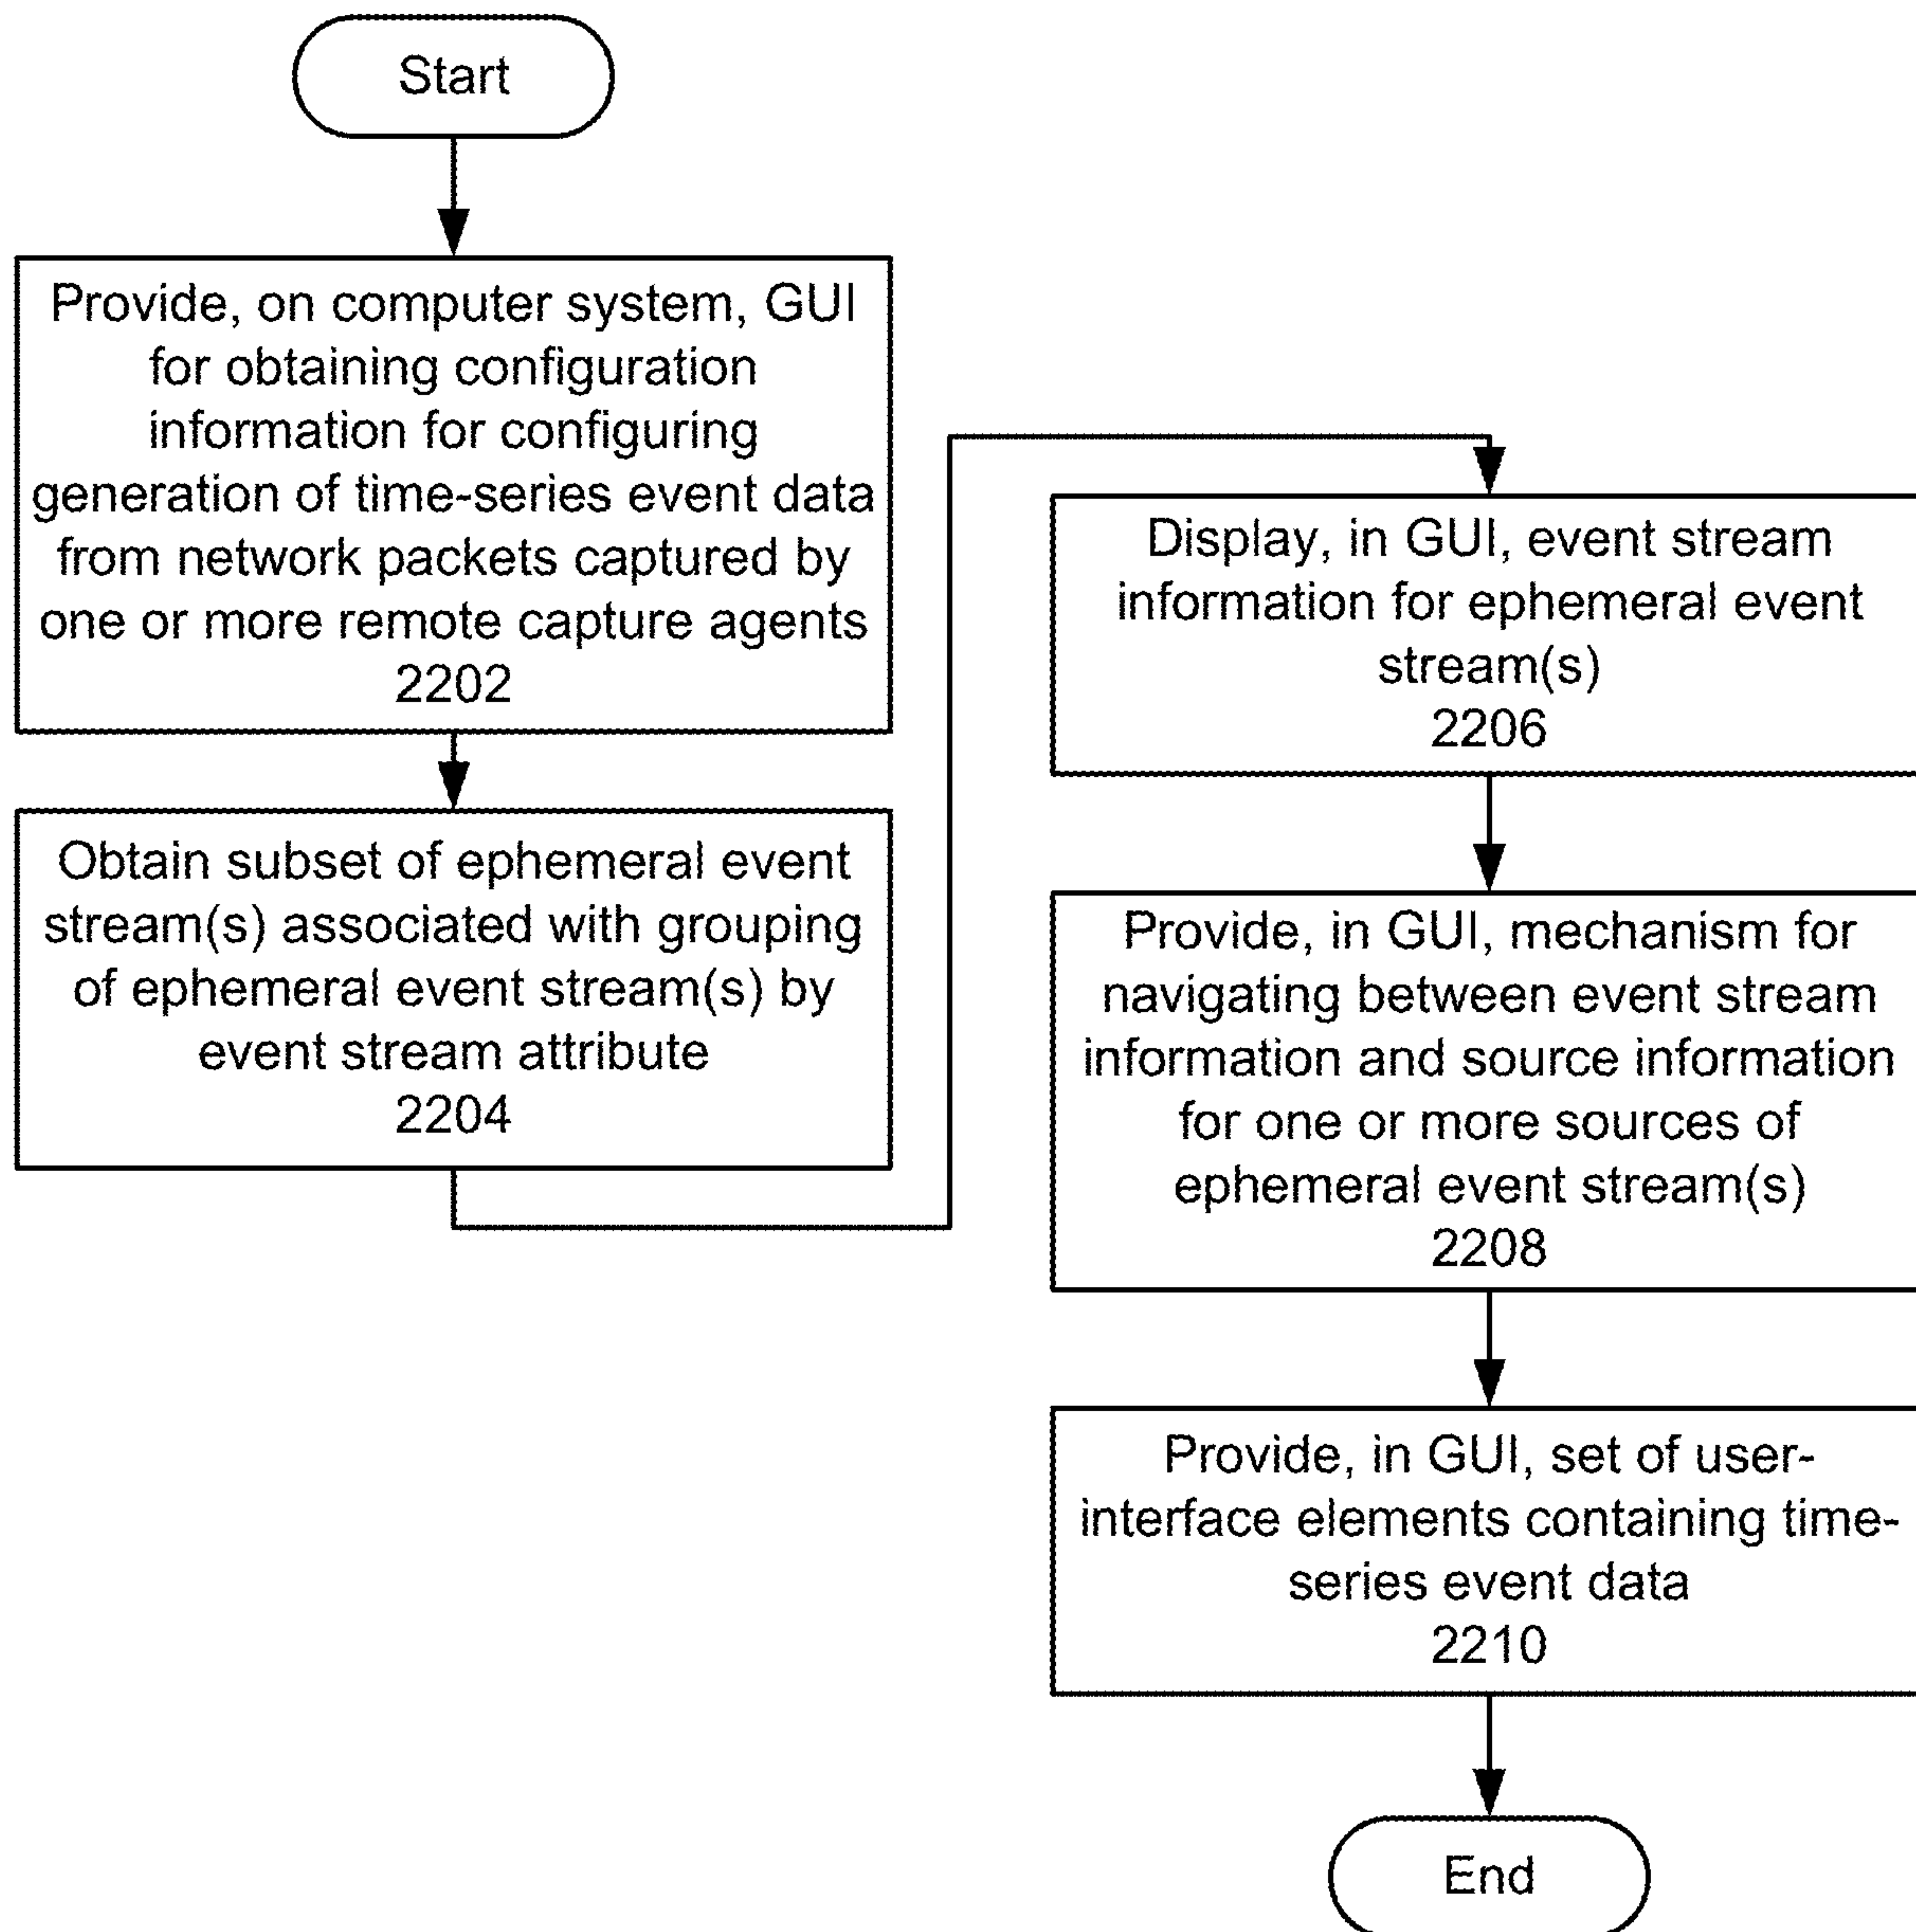 Start
Provide, on computer system, GUI
for obtaining configuration
information for configuring
generation of time-series event data
from network packets captured by
one or more remote capture agents
2202
Obtain subset of ephemeral event
stream(s) associated with grouping
of ephemeral event stream(s) by
event stream attribute
2204
Display, in GUI, event stream
information for ephemeral event
stream(s)
2206
Provide, in GUI, mechanism for
navigating between event stream
information and source information
for one or more sources of
ephemeral event stream(s)
2208
Provide, in GUI, set of user-
interface elements containing time-
series event data
2210
End